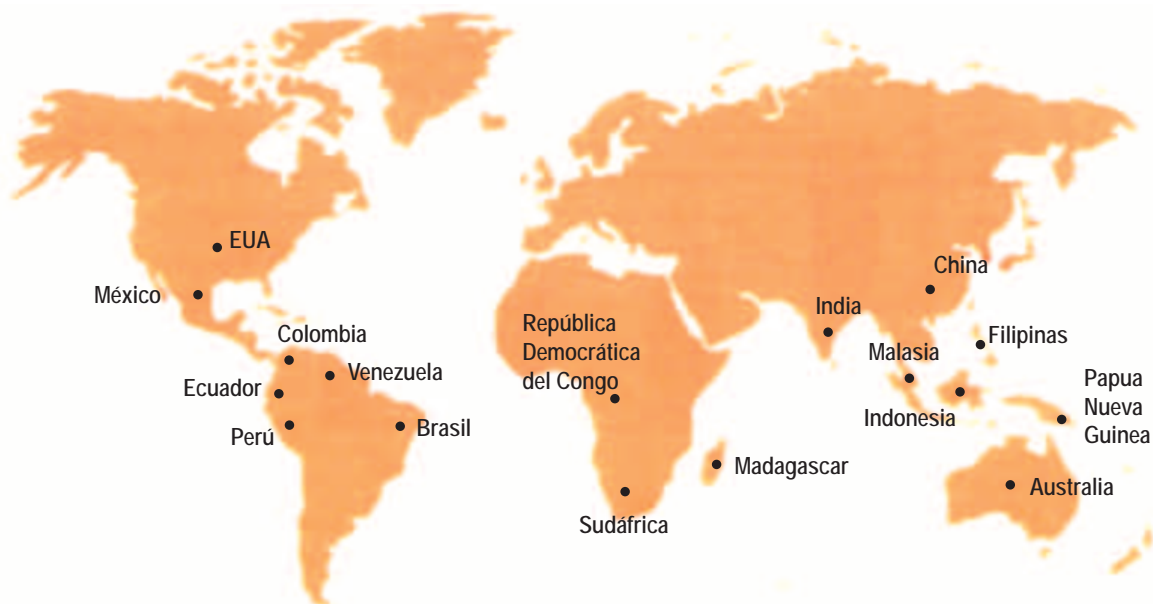 EUA
México
Colombia
Venezuela
Ecuador
Perú
Brasil
República
Democrática
del Congo
Madagascar
Sudáfrica
China
India
Filipinas
Malasia
Indonesia
Papua
Nueva
Guinea
Australia